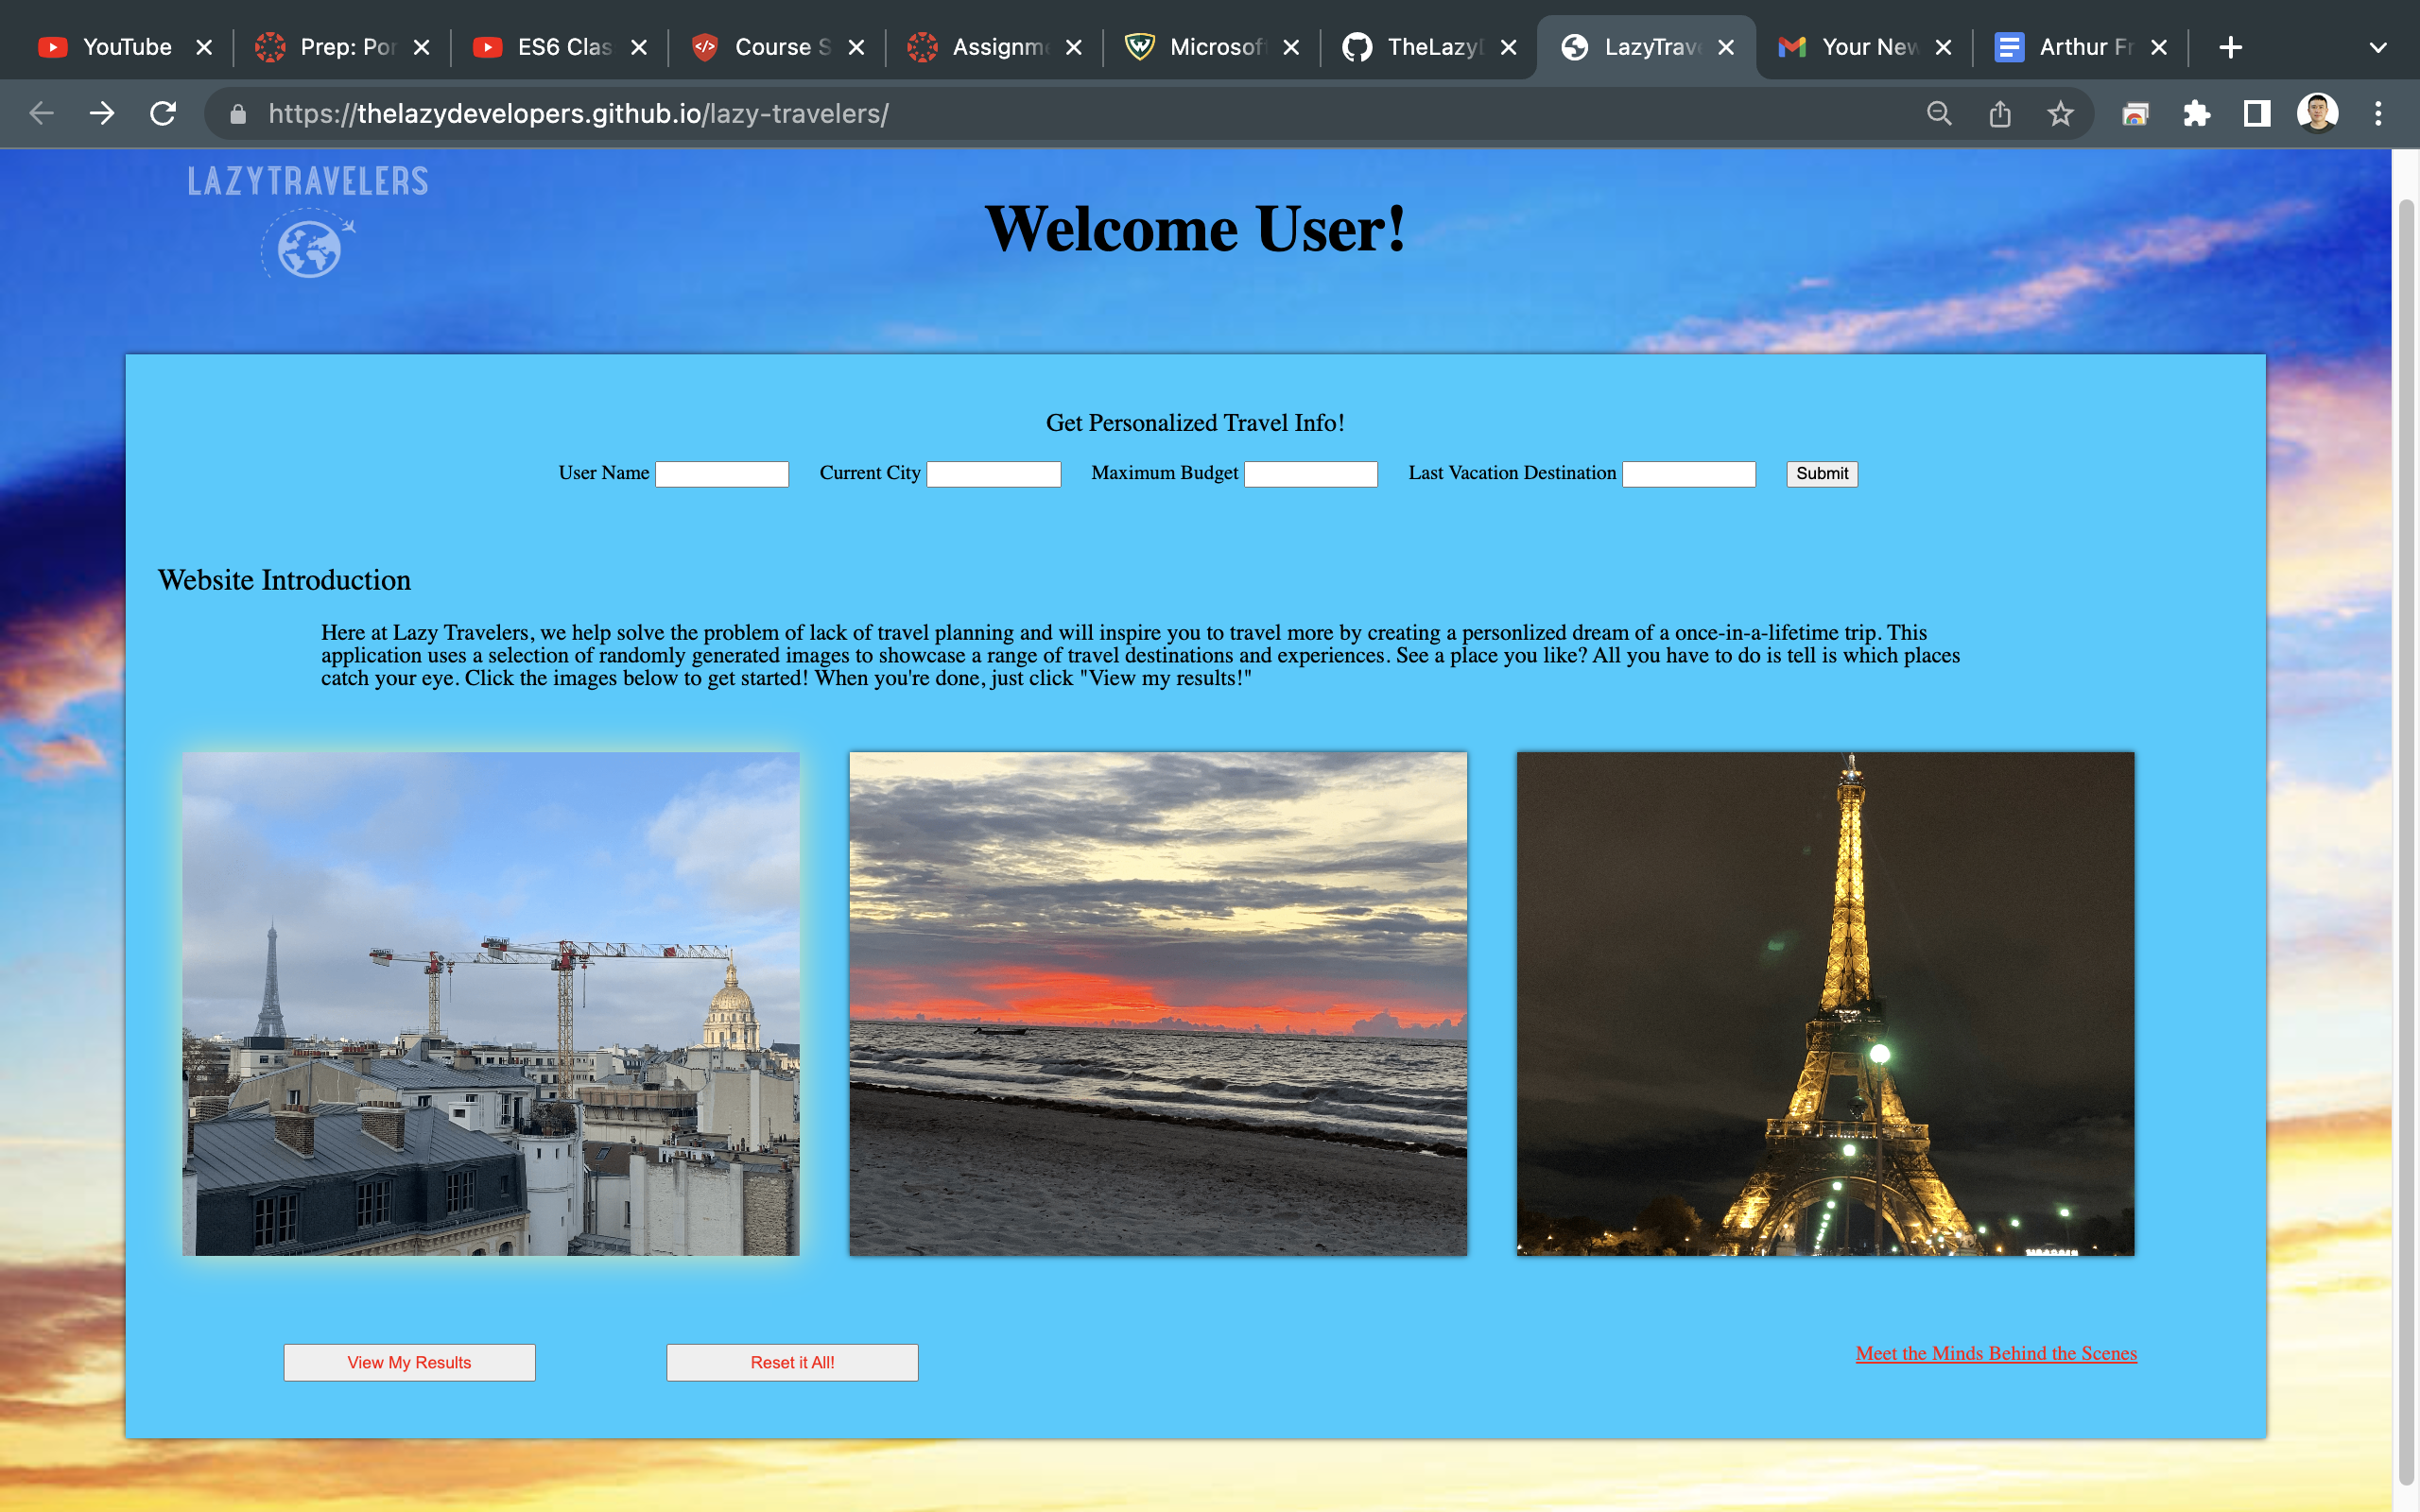 YouTube
Prep: Por
ES6 Clas
Course S
Assignme
Microsof
TheLazyD
LazyTrave
Your New
Arthur Fr
https://thelazydevelopers.github.io/lazy-travelers/
LAZYTRAVELERS
Welcome User!
Get Personalized Travel Info!
User Name Current City Maximum Budget Last Vacation Destination Submit
Website Introduction
Here at Lazy Travelers, we help solve the problem of lack of travel planning and will inspire you to travel more by creating a personlized dream of a once-in-a-lifetime trip. This
application uses a selection of randomly generated images to showcase a range of travel destinations and experiences. See a place you like? All you have to do is tell is which places
catch your eye. Click the images below to get started! When you're done, just click "View my results!"
View My Results
Reset it All!
Meet the Minds Behind the Scenes